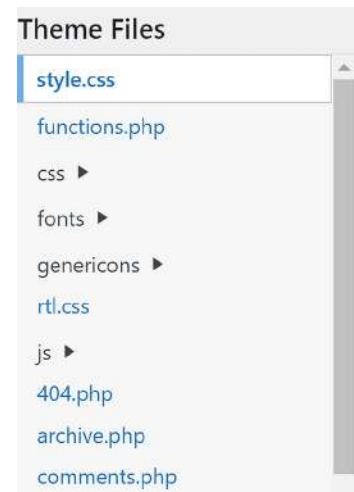 Theme Files
style.css
functions.php
css
fonts
genericons
rtl.css
js
404.php
archive.php
comments.php